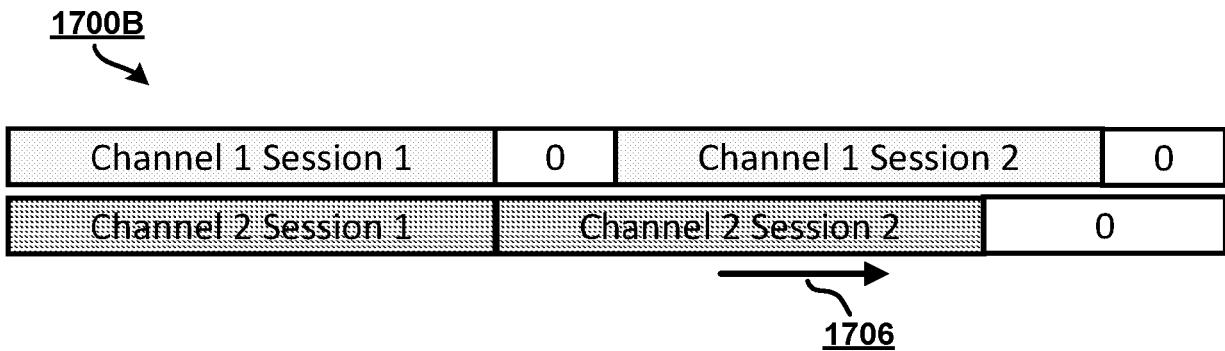 1700B
Channel 1 Session 1 0 Channel 1 Session 2 0
Channel 2 Session 1 Channel 2 Session 2 0
1706